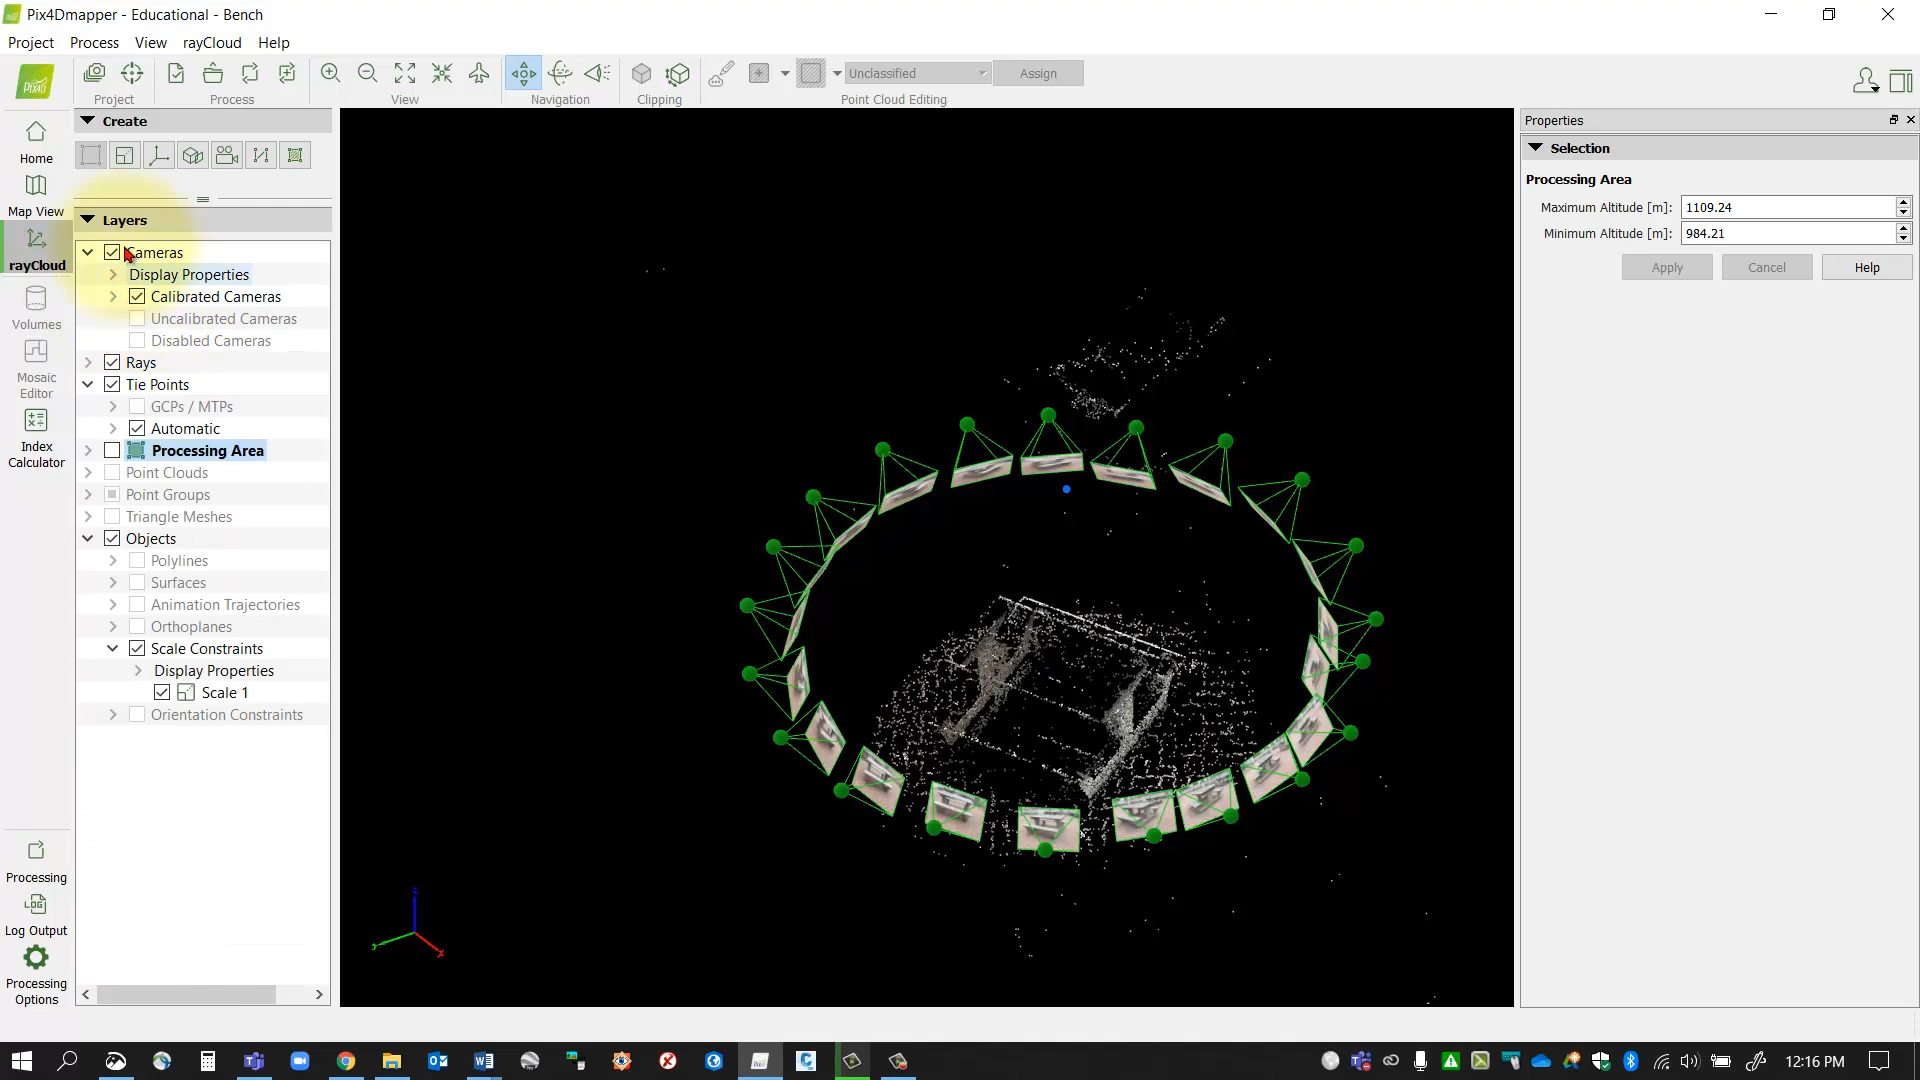 Pix4Dmapper - Educational - Bench
Project Process View rayCloud Help
PIX4D
Unclassified
Assign
Project Process View Navigation Clipping Point Cloud Editing
Home
Map View
rayCloud
Volumes
Mosaic
Editor
Index
Calculator
Processing
Log Output
Processing
Options
Create
Layers
Cameras
Display Properties
Calibrated Cameras
Uncalibrated Cameras
Disabled Cameras
Rays
Tie Points
GCPs / MTPs
Automatic
Processing Area
Point Clouds
Point Groups
Triangle Meshes
Objects
Polylines
Surfaces
Animation Trajectories
Orthoplanes
Scale Constraints
Display Properties
Scale 1
Orientation Constraints
Properties
Selection
Processing Area
Maximum Altitude [m]: 1109.24
Minimum Altitude [m]: 984.21
Apply Cancel Help
12:16 PM